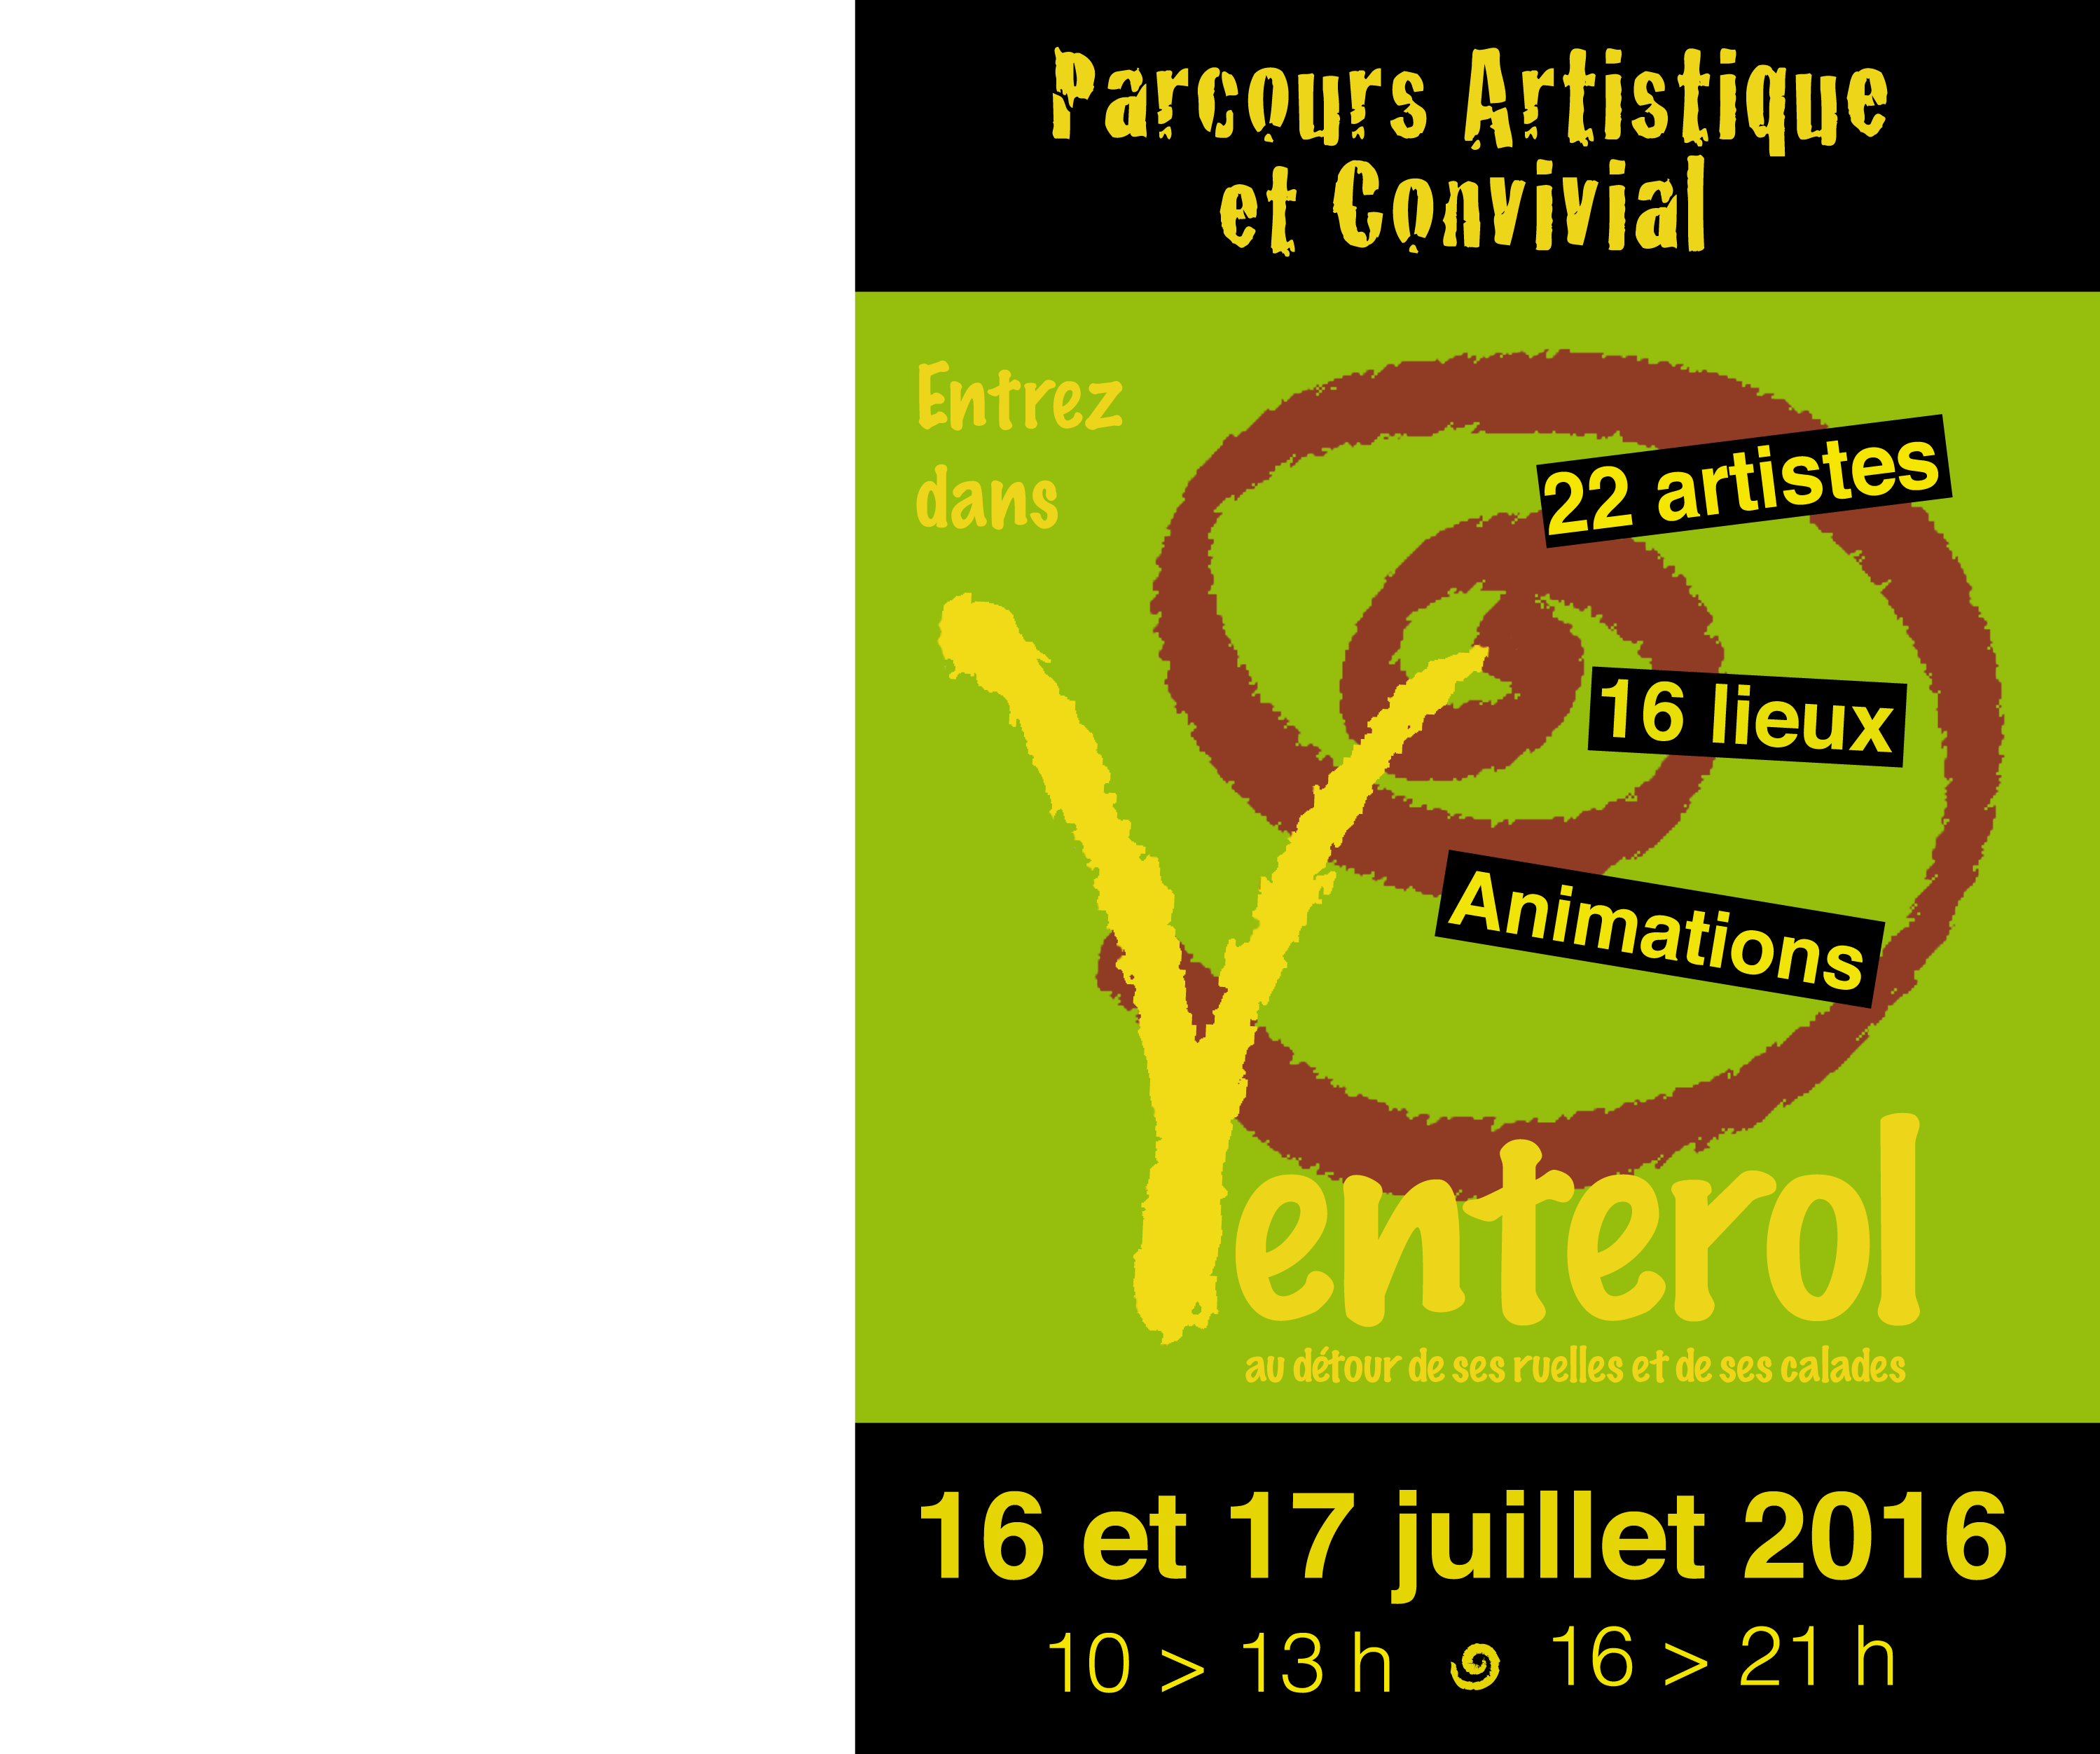 Parcours Artistique
et Convivial
Entrez
dans
22 artistes
16 lieux
Animations
Venterol
au détour de ses ruelles et de ses calades
16 et 17 juillet 2016
10 > 13 h 16 > 21 h